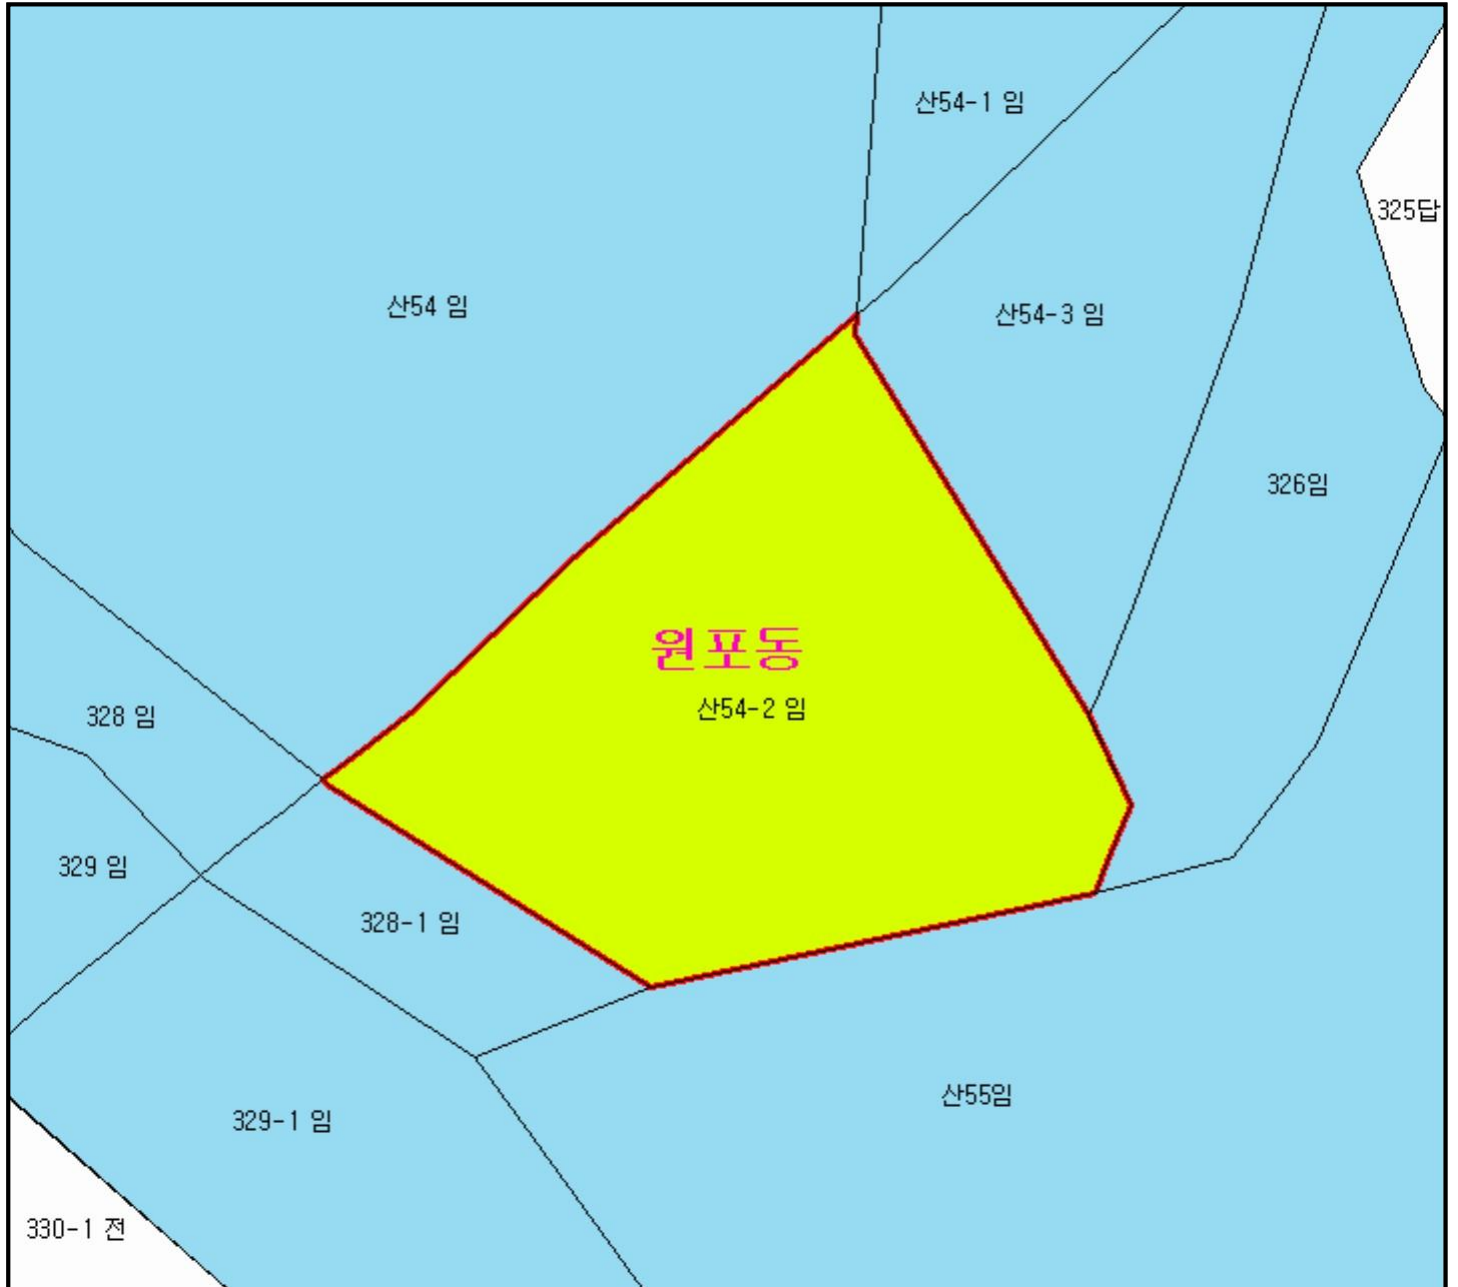 산54-1 임
325답
산54 임
산54-3 임
326임
원포동
산54-2 임
328 임
329 임
328-1 임
산55임
329-1 임
330-1 전